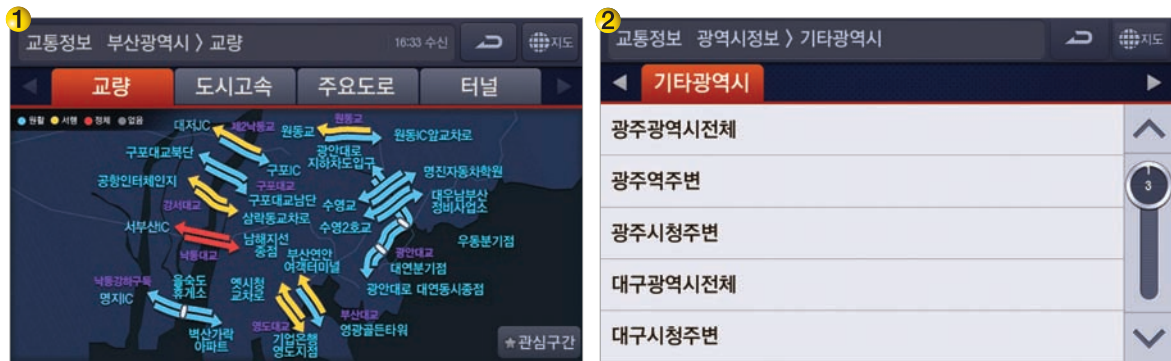 1
교통정보 부산광역시 > 교량
16:33 수신
지도
교량
도시고속
주요도로
터널
원활 서행 정체 없음
대저JC
제2낙동교
원동교
원동교
원동IC앞교차로
구포대교북단
구포IC
광안대로
지하차도입구
명진자동차학원
공항인터체인지
구포대교
구포대교남단
수영교
대우남부산
정비사업소
강서대교
삼락동교차로
수영2호교
서부산IC
남해지선
종점
우동분기점
낙동대교
부산연안
여객터미널
광안대교
대연분기점
낙동강하구둑
을숙도
휴게소
옛시청
교차로
광안대로 대연동시종점
명지IC
부산대교
영도대교
영광골든타워
벽산가락
아파트
기업은행
영도지점
★관심구간
2
교통정보 광역시정보 > 기타광역시
지도
기타광역시
광주광역시전체
광주역주변
3
광주시청주변
대구광역시전체
대구시청주변